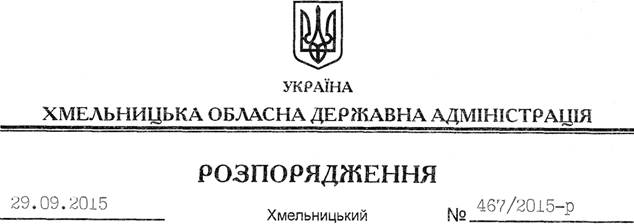 УКРАЇНА
ХМЕЛЬНИЦЬКА ОБЛАСНА ДЕРЖАВНА АДМІНІСТРАЦІЯ
РОЗПОРЯДЖЕННЯ
29.09.2015 Хмельницький № 467/2015-р